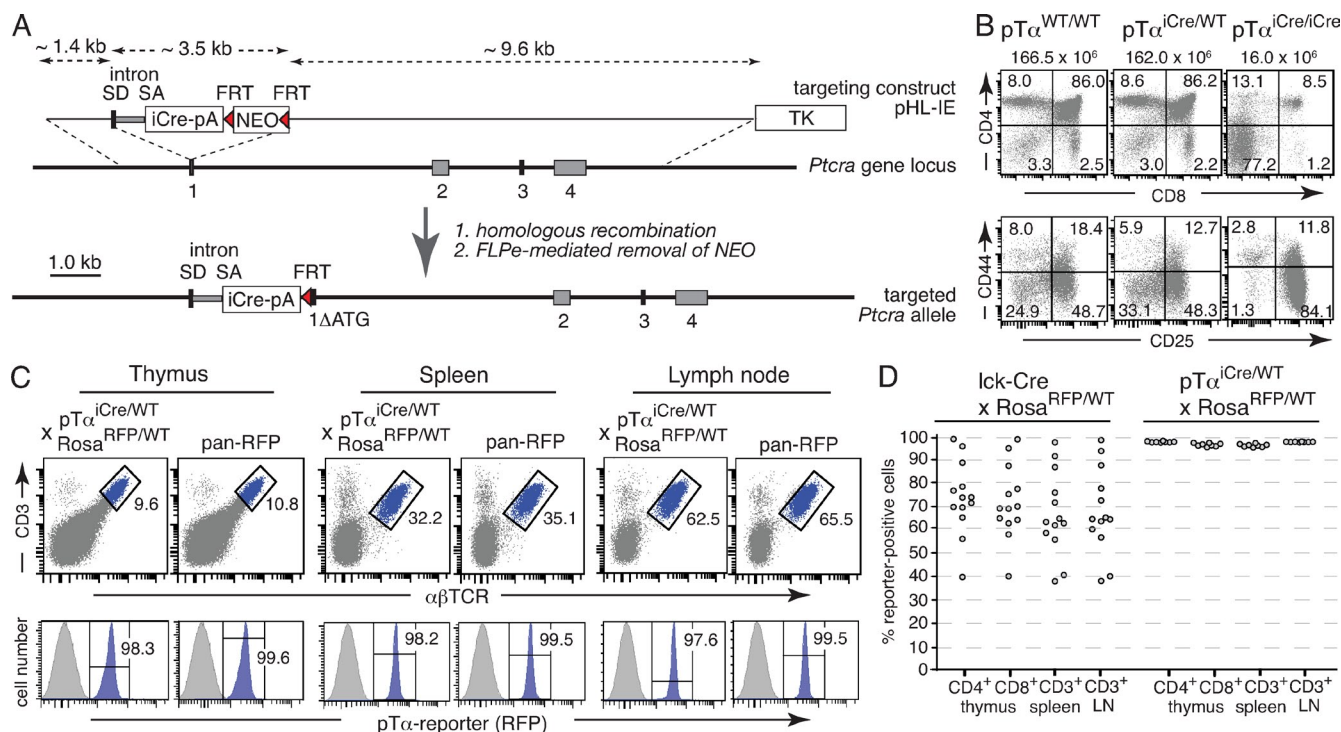 A
~ 1.4 kb
~ 3.5 kb
~ 9.6 kb
intron
SD SA
FRT FRT
iCre-pA
NEO
TK
targeting construct
pHL-IE
Ptcra gene locus
1
2
3
4
1. homologous recombination
2. FLPe-mediated removal of NEO
1.0 kb
intron
SD SA
FRT
iCre-pA
1ΔATG
2
3
4
targeted
Ptcra allele
B
pTα^WT/WT pTα^iCre/WT pTα^iCre/iCre
166.5 x 10⁶ 162.0 x 10⁶ 16.0 x 10⁶
8.0 86.0 8.6 86.2 13.1 8.5
CD4
3.3 2.5 3.0 2.2 77.2 1.2
CD8
8.0 18.4 5.9 12.7 2.8 11.8
CD44
24.9 48.7 33.1 48.3 1.3 84.1
CD25
C
Thymus Spleen Lymph node
pTα^iCre/WT
x Rosa^RFP/WT
pan-RFP
pTα^iCre/WT
x Rosa^RFP/WT
pan-RFP
pTα^iCre/WT
x Rosa^RFP/WT
pan-RFP
CD3
9.6 10.8 32.2 35.1 62.5 65.5
αβTCR
cell number
98.3 99.6 98.2 99.5 97.6 99.5
pTα-reporter (RFP)
D
lck-Cre
x Rosa^RFP/WT
pTα^iCre/WT
x Rosa^RFP/WT
% reporter-positive cells
100
90
80
70
60
50
40
30
20
10
0
CD4⁺ CD8⁺ CD3⁺ CD3⁺ CD4⁺ CD8⁺ CD3⁺ CD3⁺
thymus spleen LN thymus spleen LN